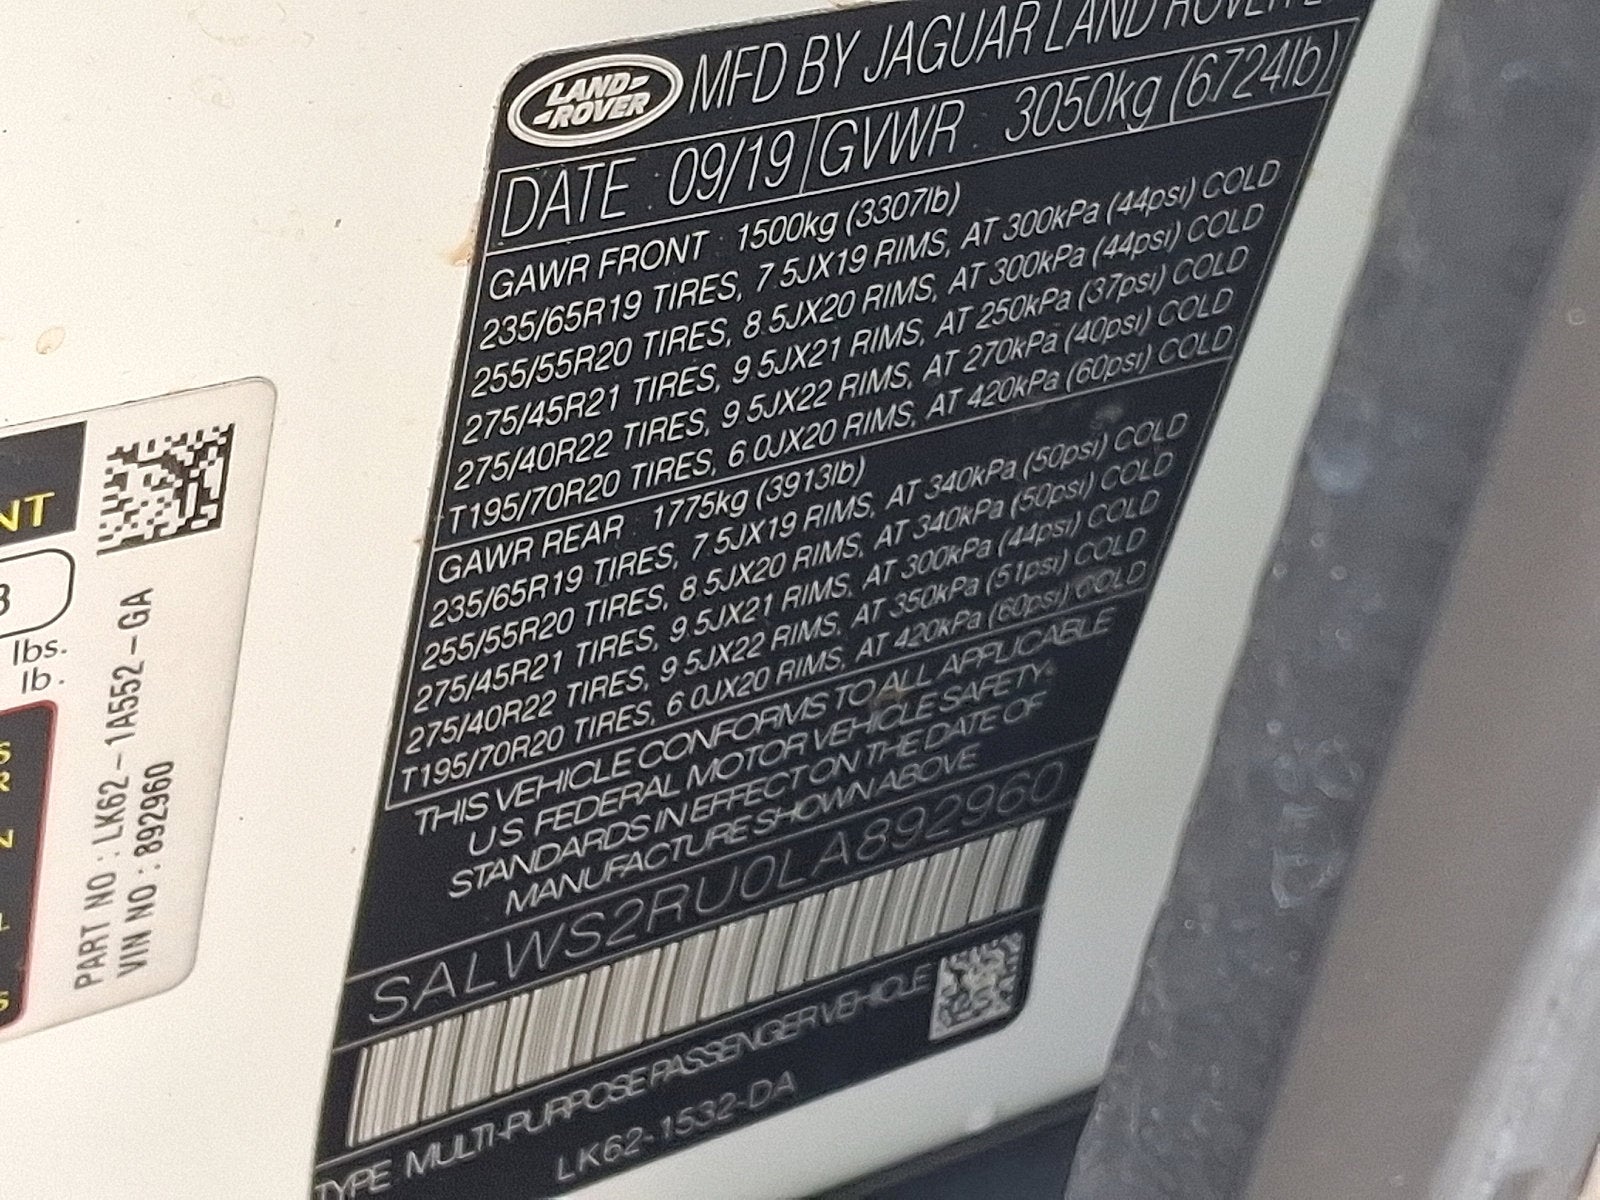 LAND-
-ROVER
MFD BY JAGUAR LAND ROVER
DATE 09/19 GVWR 3050kg (6724lb)
GAWR FRONT 1500kg (3307lb)
235/65R19 TIRES, 7.5JX19 RIMS, AT 300kPa (44psi) COLD
255/55R20 TIRES, 8.5JX20 RIMS, AT 300kPa (44psi) COLD
275/45R21 TIRES, 9.5JX21 RIMS, AT 250kPa (37psi) COLD
275/40R22 TIRES, 9.5JX22 RIMS, AT 270kPa (40psi) COLD
T195/70R20 TIRES, 6.0JX20 RIMS, AT 420kPa (60psi) COLD
GAWR REAR 1775kg (3913lb)
235/65R19 TIRES, 7.5JX19 RIMS, AT 340kPa (50psi) COLD
255/55R20 TIRES, 8.5JX20 RIMS, AT 340kPa (50psi) COLD
275/45R21 TIRES, 9.5JX21 RIMS, AT 300kPa (44psi) COLD
275/40R22 TIRES, 9.5JX22 RIMS, AT 350kPa (51psi) COLD
T195/70R20 TIRES, 6.0JX20 RIMS, AT 420kPa (60psi) COLD
THIS VEHICLE CONFORMS TO ALL APPLICABLE
U.S. FEDERAL MOTOR VEHICLE SAFETY
STANDARDS IN EFFECT ON THE DATE OF
MANUFACTURE SHOWN ABOVE
SALWS2RU0LA892960
TYPE MULTI-PURPOSE PASSENGER VEHICLE
LK62-1532-DA
lbs.
lb.
PART NO : LK62-1A552-GA
VIN NO : 892960